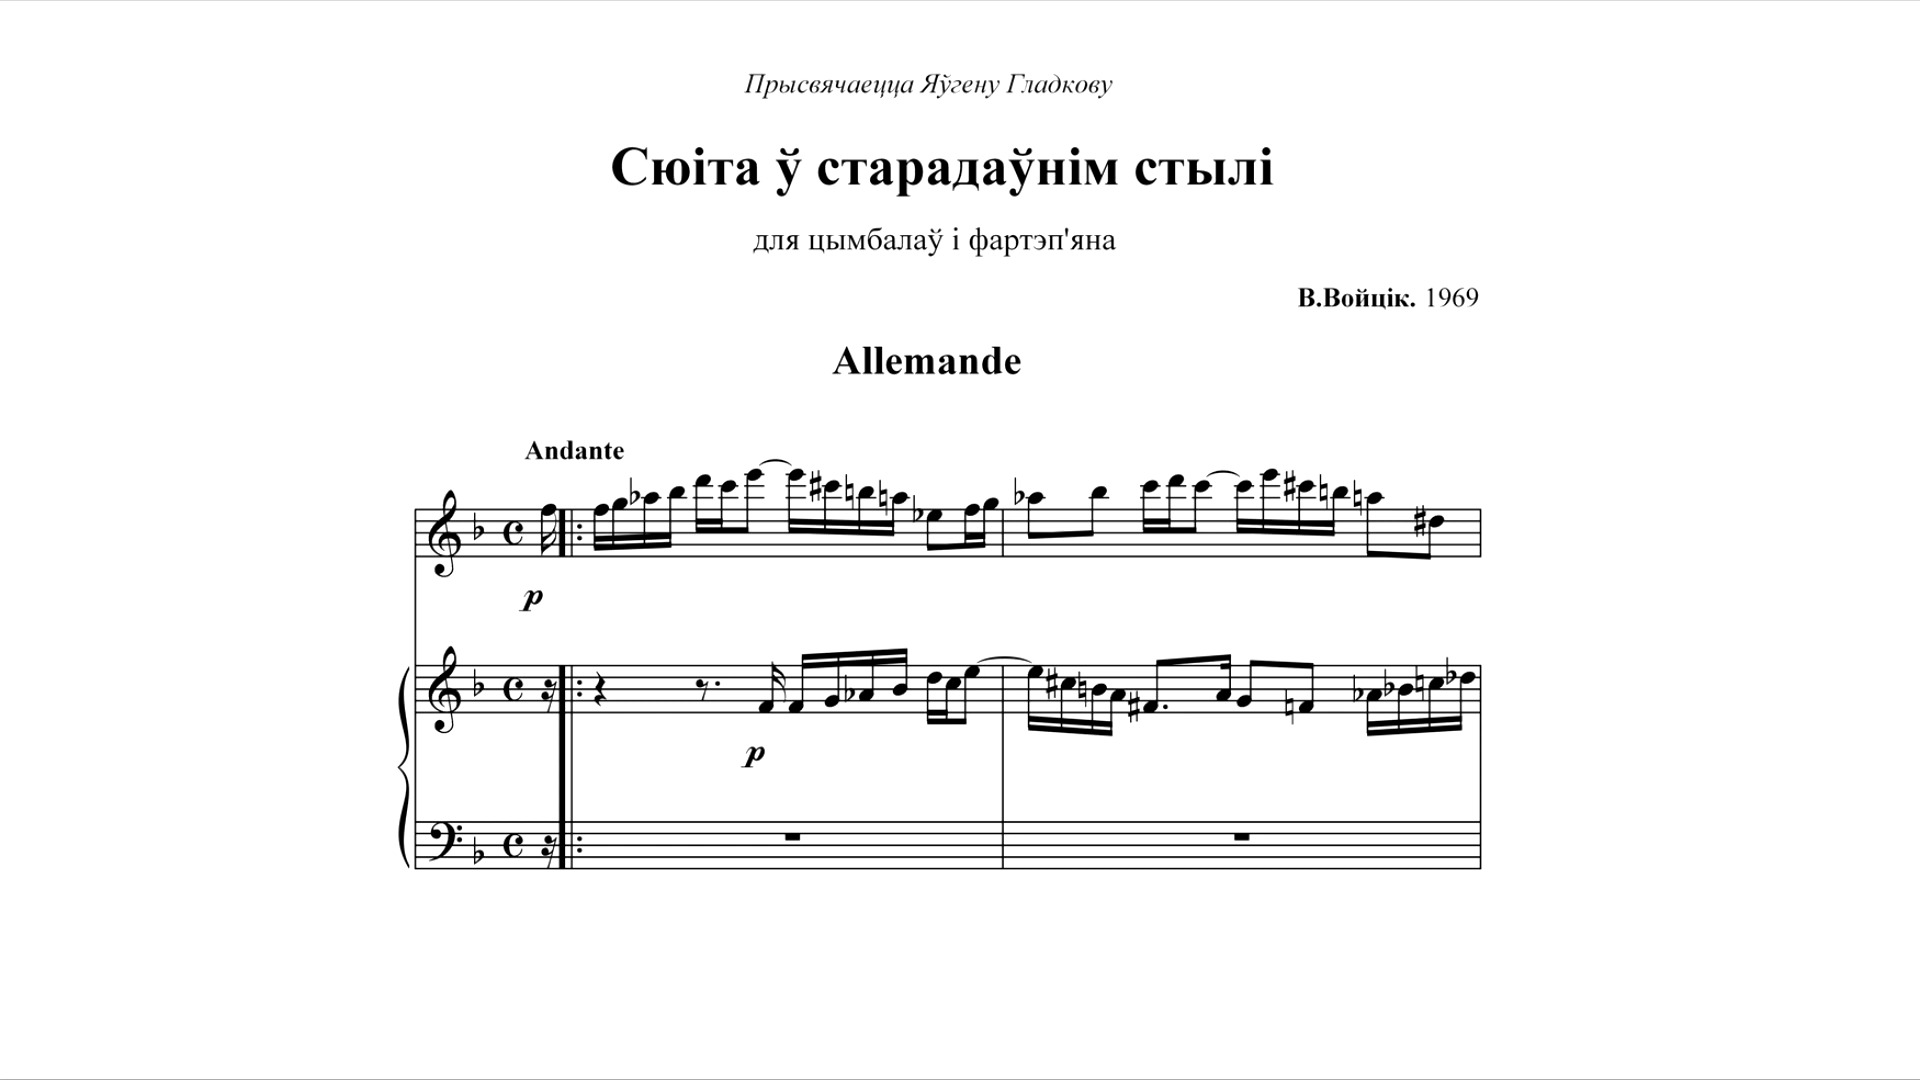 Прысвячаецца Яўгену Гладкову
Сюіта ў старадаўнім стылі
для цымбалаў і фартэп'яна
В.Войцік. 1969
Allemande
Andante
p
p